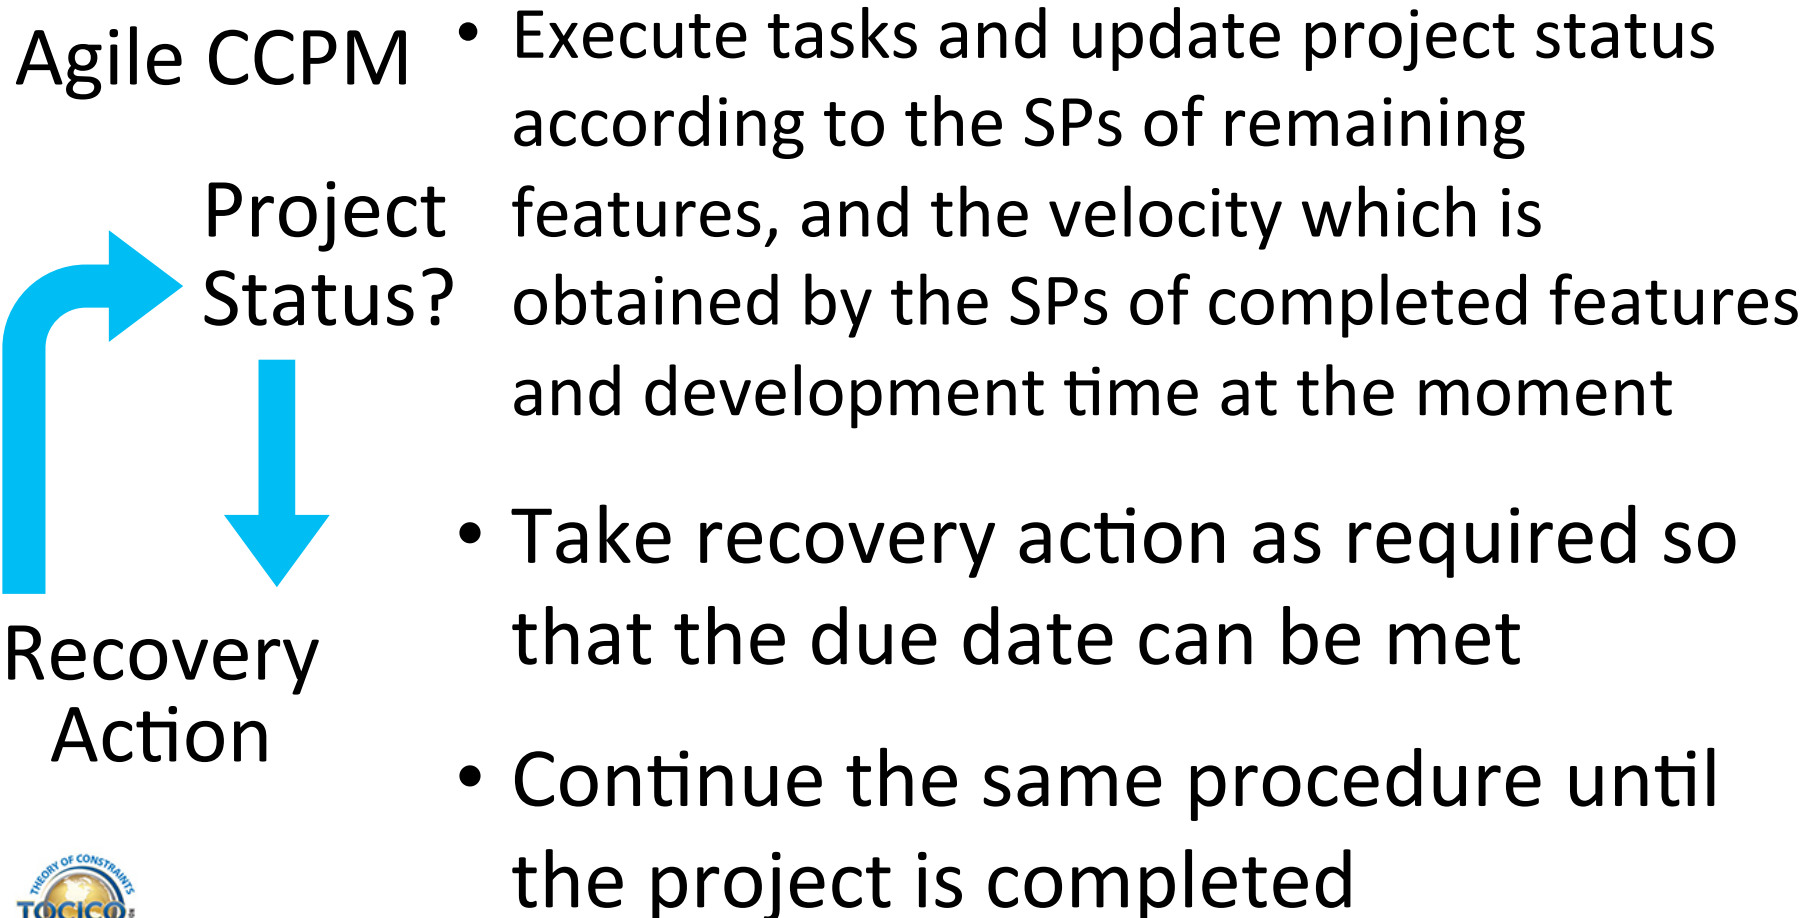 Agile CCPM
Project
Status?
Recovery
Action
• Execute tasks and update project status
according to the SPs of remaining
features, and the velocity which is
obtained by the SPs of completed features
and development time at the moment
• Take recovery action as required so
that the due date can be met
• Continue the same procedure until
the project is completed
THEORY OF CONSTRAINTS
TOCICO